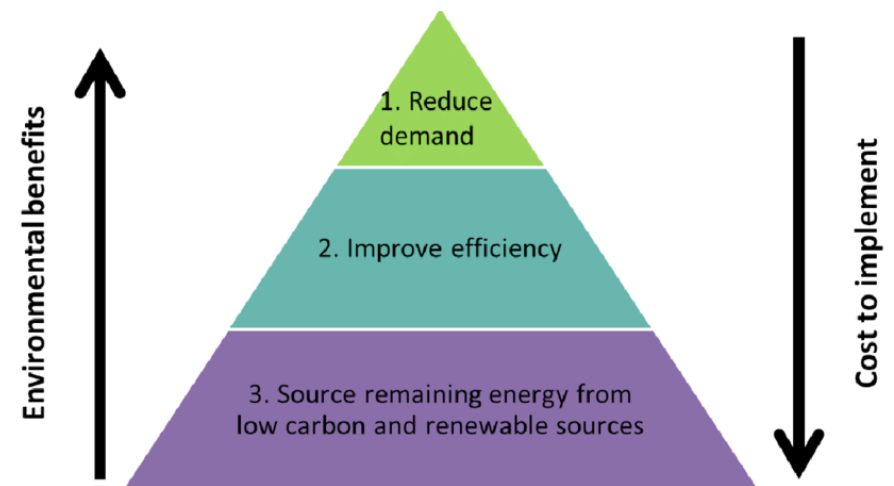 Environmental benefits
1. Reduce
demand
2. Improve efficiency
3. Source remaining energy from
low carbon and renewable sources
Cost to implement